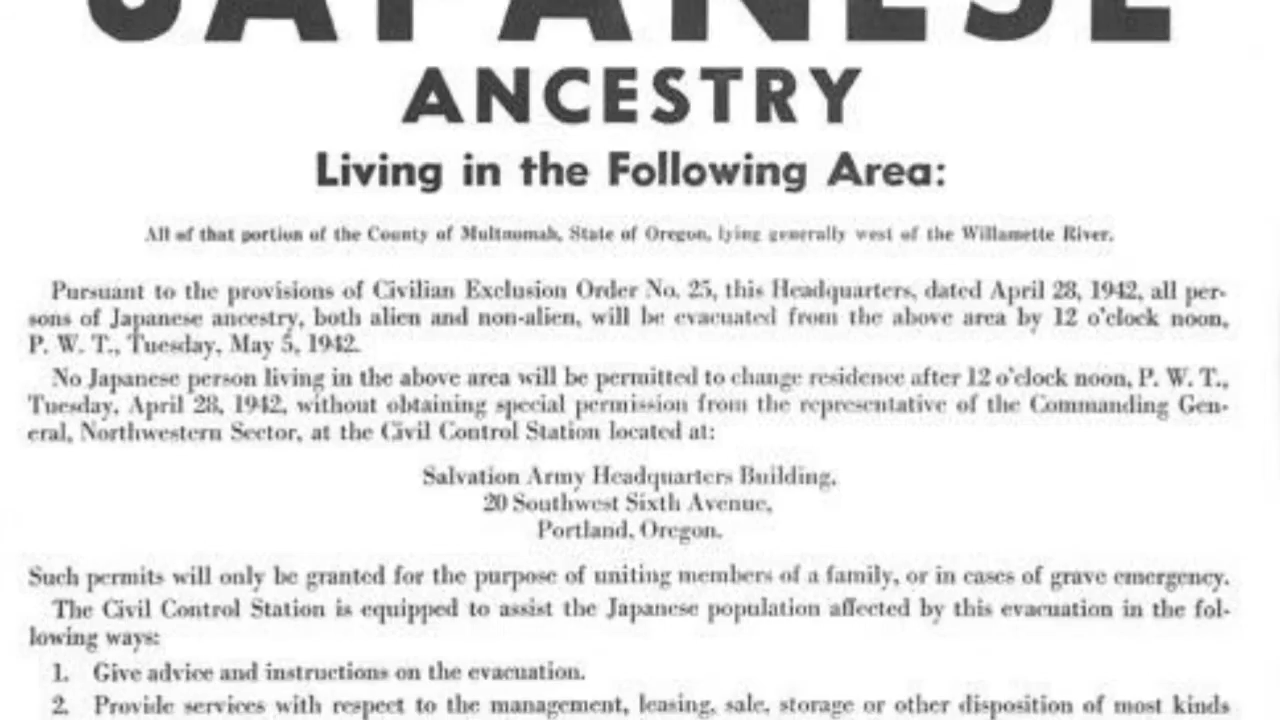 JAPANESE
ANCESTRY
Living in the Following Area:
All of that portion of the County of Multnomah, State of Oregon, lying generally west of the Willamette River.
Pursuant to the provisions of Civilian Exclusion Order No. 25, this Headquarters, dated April 28, 1942, all per-
sons of Japanese ancestry, both alien and non-alien, will be evacuated from the above area by 12 o'clock noon,
P. W. T., Tuesday, May 5, 1942.
No Japanese person living in the above area will be permitted to change residence after 12 o'clock noon, P. W. T.,
Tuesday, April 28, 1942, without obtaining special permission from the representative of the Commanding Gen-
eral, Northwestern Sector, at the Civil Control Station located at:
Salvation Army Headquarters Building,
20 Southwest Sixth Avenue,
Portland, Oregon.
Such permits will only be granted for the purpose of uniting members of a family, or in cases of grave emergency.
The Civil Control Station is equipped to assist the Japanese population affected by this evacuation in the fol-
lowing ways:
1. Give advice and instructions on the evacuation.
2. Provide services with respect to the management, leasing, sale, storage or other disposition of most kinds